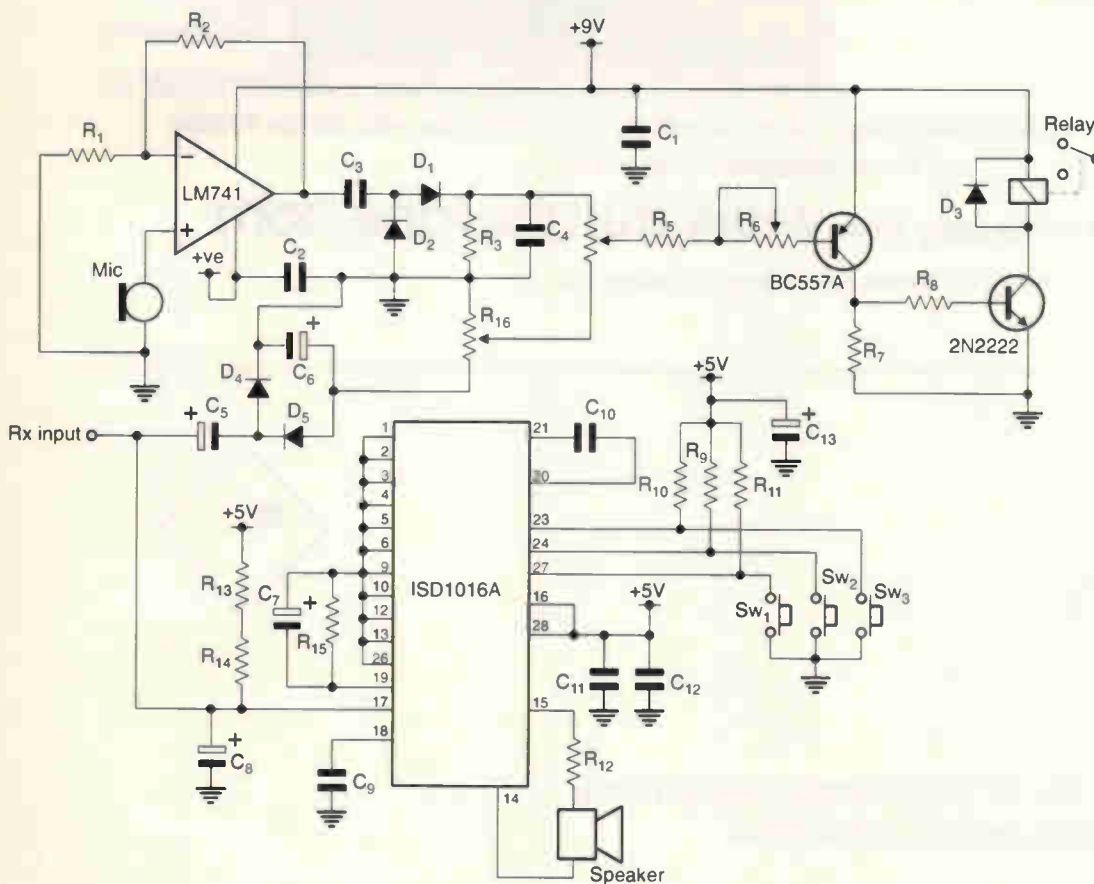 R2
+9V
R1
C1
Relay
LM741
C3
D1
D2
R3
C4
R5
R6
D3
Mic
+ve
C2
BC557A
R8
R16
2N2222
D4
C6
R7
C5
D5
+5V
Rx input
C10
C13
R10
R9
R11
+5V
1
2
3
4
5
6
9
10
12
13
26
19
17
18
21
20
23
24
27
16
28
15
14
R13
C7
R15
R14
ISD1016A
Sw1
Sw2
Sw3
+5V
C11
C12
C8
C9
R12
Speaker